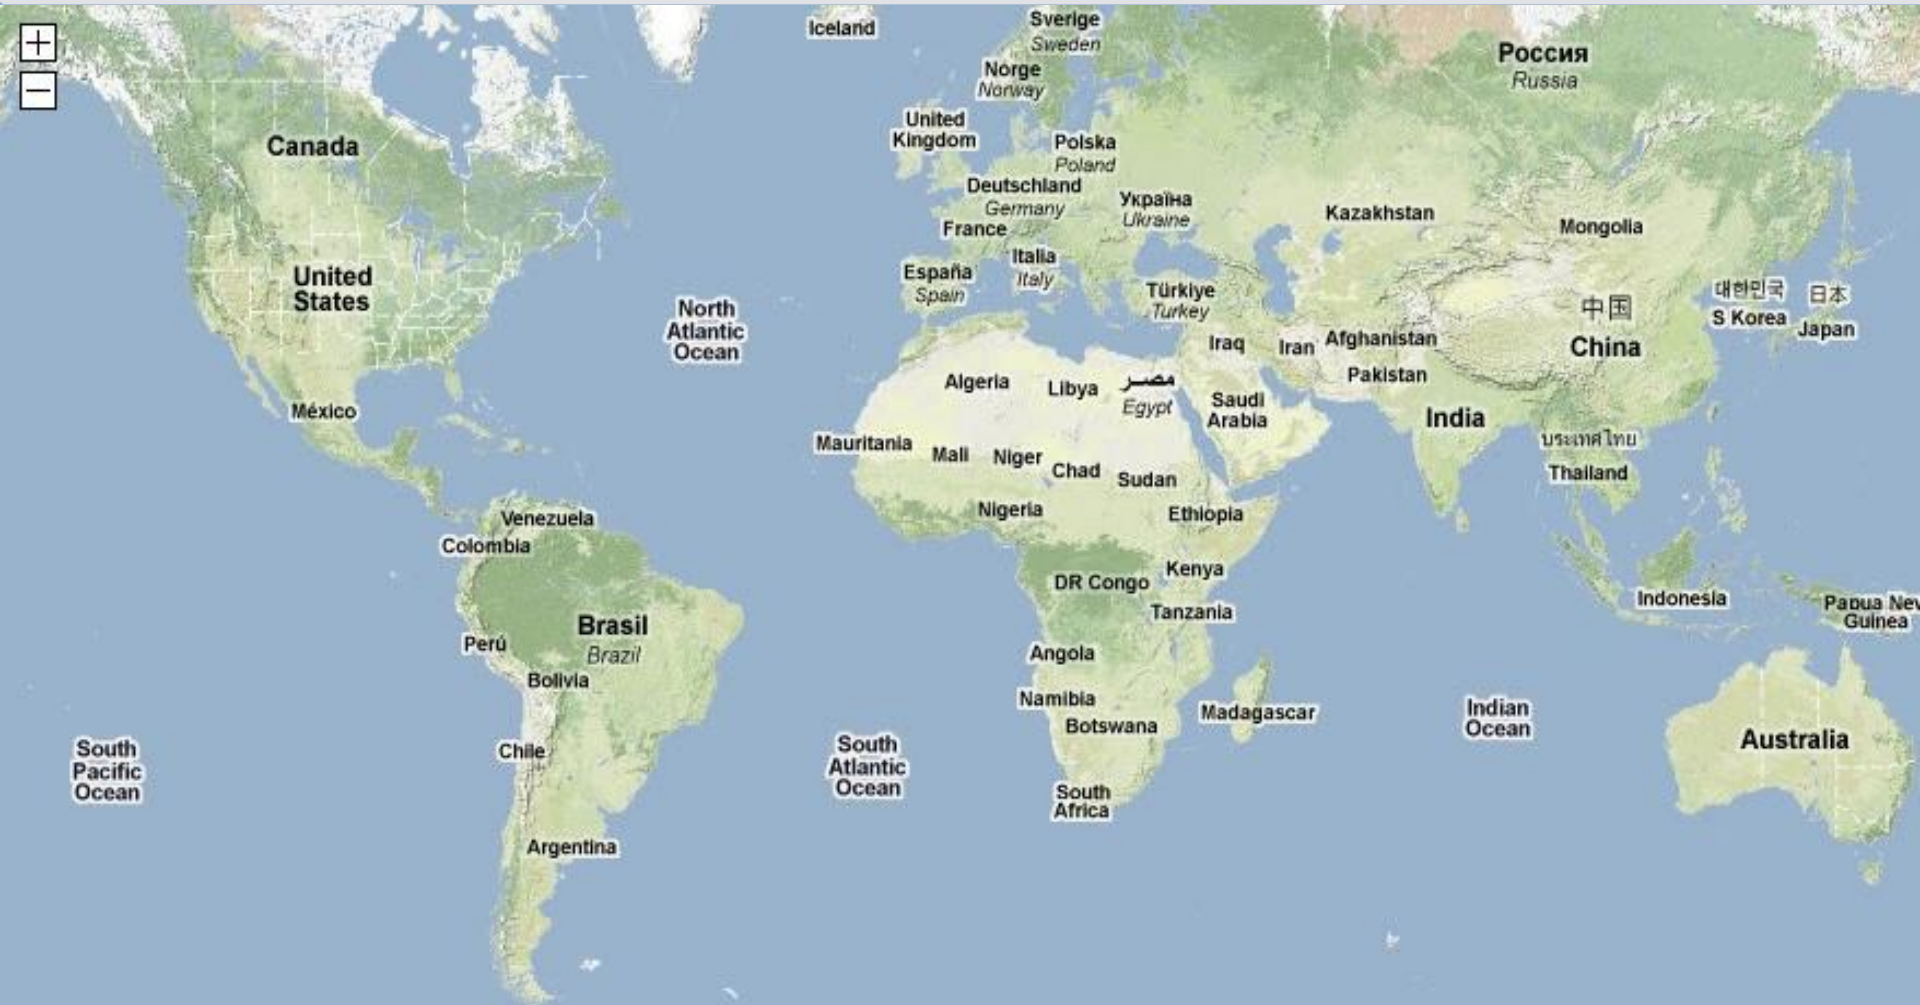 +
−
Iceland
Sverige
Sweden
Norge
Norway
Россия
Russia
United
Kingdom
Polska
Poland
Canada
Deutschland
Germany
Україна
Ukraine
France
Kazakhstan
Mongolia
Italia
Italy
España
Spain
United
States
Türkiye
Turkey
中国
China
대한민국
S Korea
日本
Japan
North
Atlantic
Ocean
Iraq
Iran
Afghanistan
Pakistan
Algeria
Libya
مصر
Egypt
Saudi
Arabia
India
México
Mauritania
Mali
Niger
Chad
Sudan
ประเทศไทย
Thailand
Nigeria
Ethiopia
Venezuela
Colombia
DR Congo
Kenya
Tanzania
Indonesia
Papua New
Guinea
Brasil
Brazil
Perú
Bolivia
Angola
Namibia
Botswana
Madagascar
Indian
Ocean
Australia
South
Pacific
Ocean
Chile
South
Atlantic
Ocean
South
Africa
Argentina